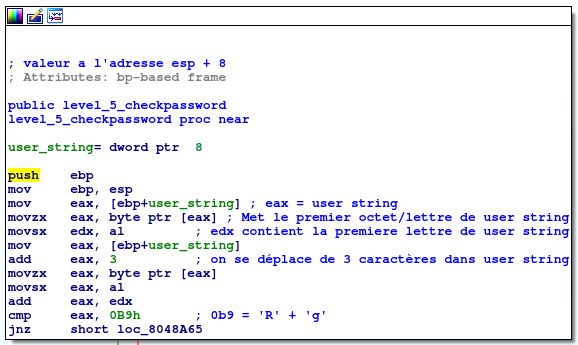 ; valeur a l'adresse esp + 8
; Attributes: bp-based frame
public level_5_checkpassword
level_5_checkpassword proc near
user_string= dword ptr  8
push    ebp
mov     ebp, esp
mov     eax, [ebp+user_string] ; eax = user string
movzx   eax, byte ptr [eax] ; Met le premier octet/lettre de user string
movsx   edx, al         ; edx contient la premiere lettre de user string
mov     eax, [ebp+user_string]
add     eax, 3          ; on se déplace de 3 caractères dans user string
movzx   eax, byte ptr [eax]
movsx   eax, al
add     eax, edx
cmp     eax, 0B9h       ; 0b9 = 'R' + 'g'
jnz     short loc_8048A65